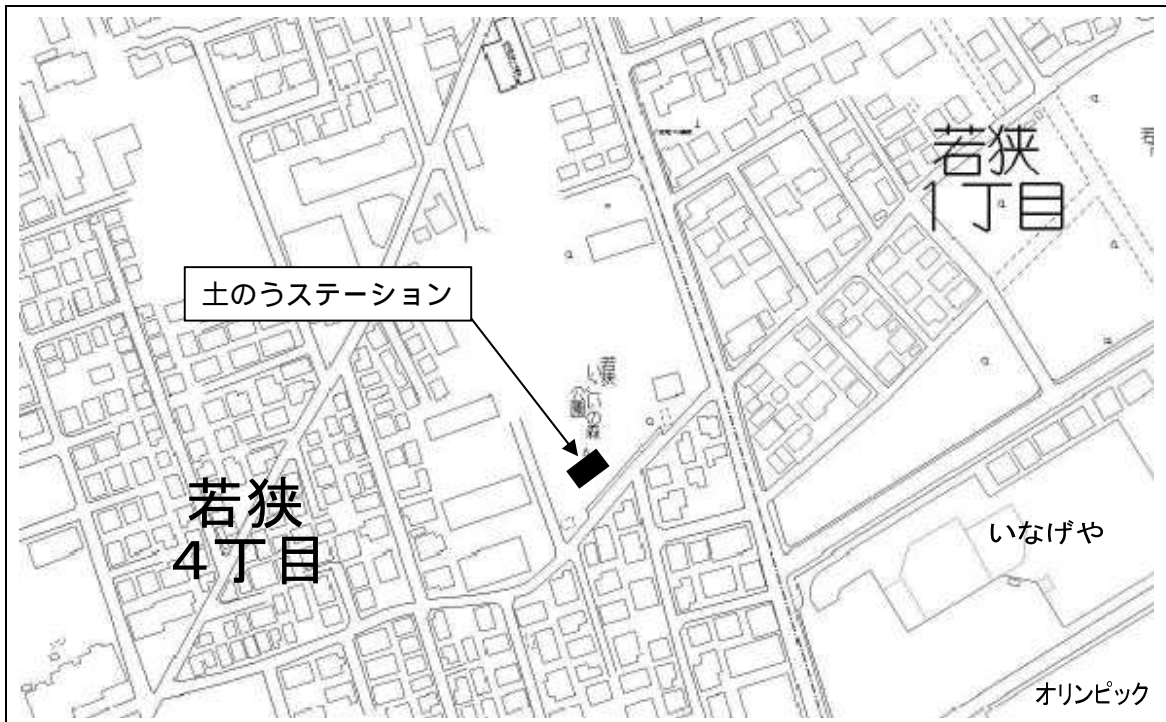 若狭
1丁目
土のうステーション
若狭
いこいの森
公園
若狭
4丁目
いなげや
オリンピック